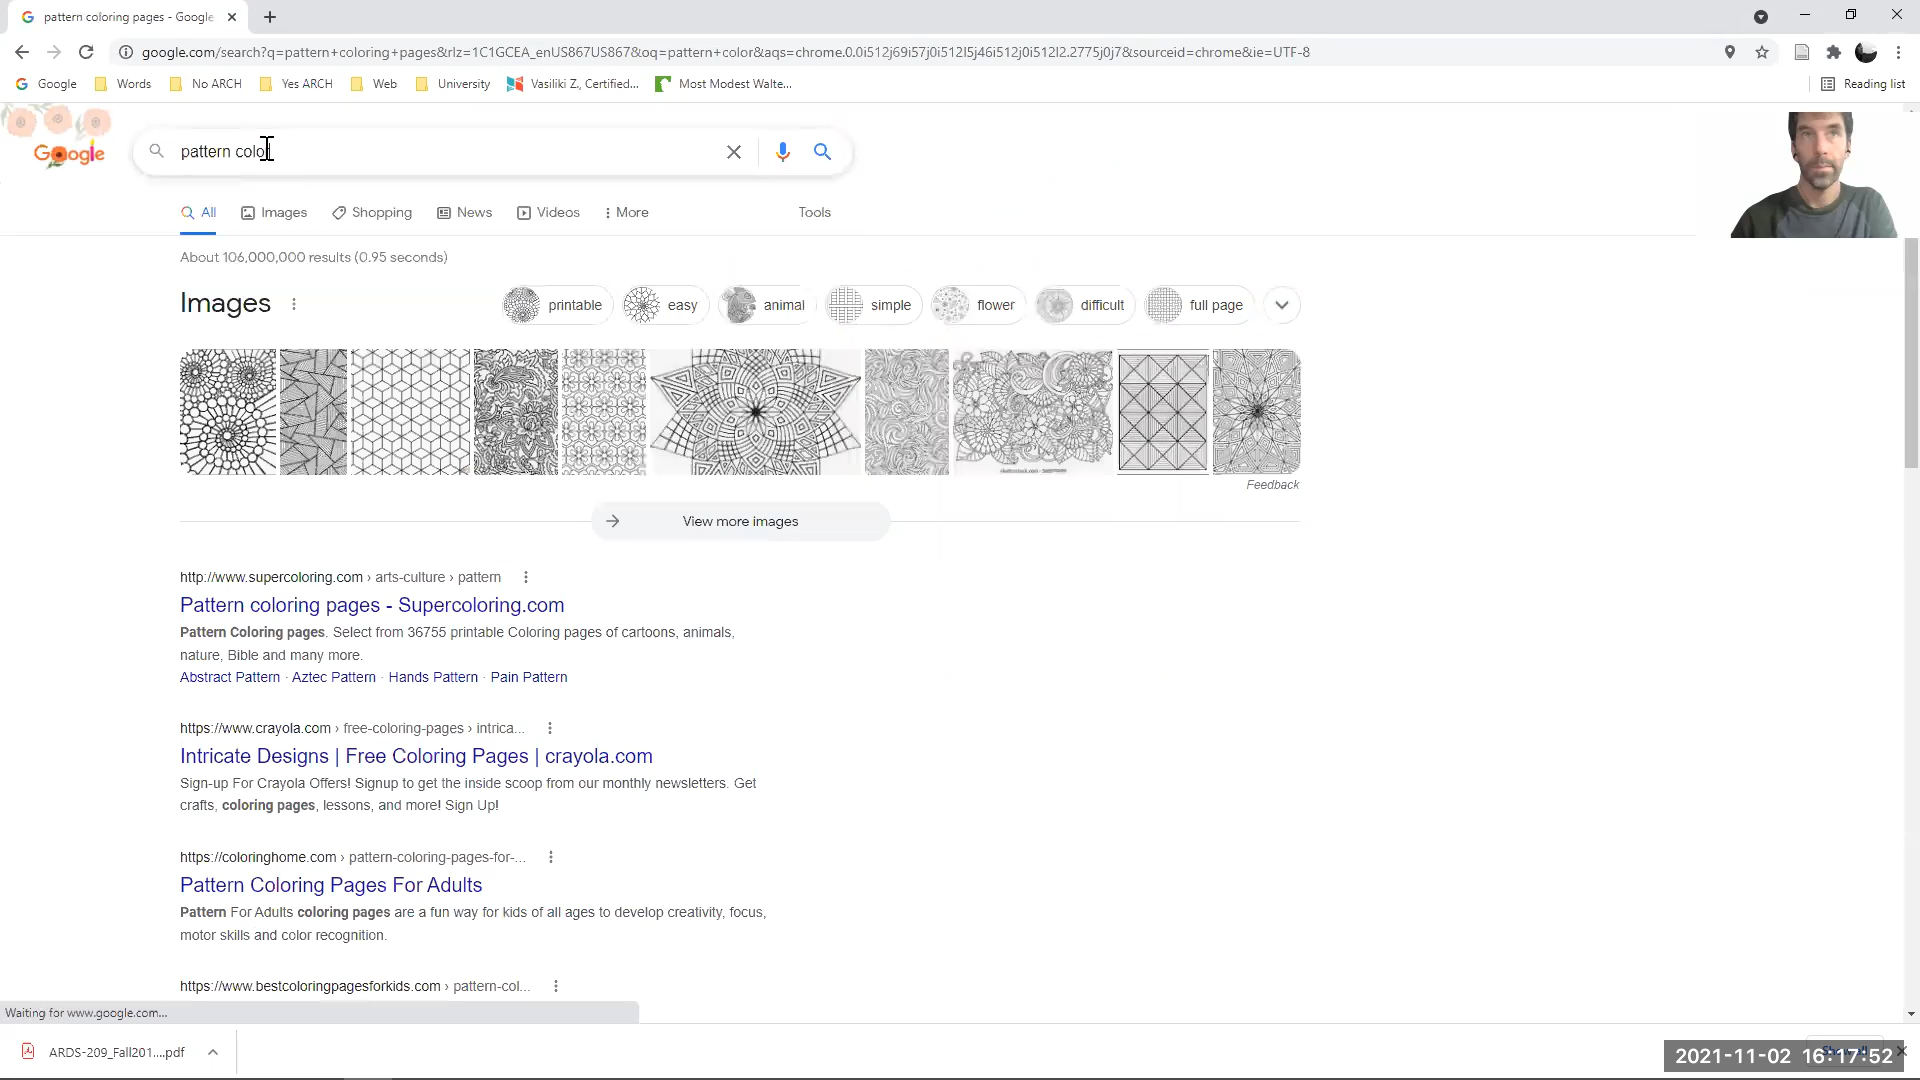 pattern coloring pages - Google
google.com/search?q=pattern+coloring+pages&rlz=1C1GCEA_enUS867US867&oq=pattern+color&aqs=chrome.0.0i512j69i57j0i512l5j46i512j0i512l2.2775j0j7&sourceid=chrome&ie=UTF-8
Google Words No ARCH Yes ARCH Web University Vasiliki Z., Certified... Most Modest Walte... Reading list
Google
pattern color
All Images Shopping News Videos More Tools
About 106,000,000 results (0.95 seconds)
Images printable easy animal simple flower difficult full page
Feedback
View more images
http://www.supercoloring.com › arts-culture › pattern
Pattern coloring pages - Supercoloring.com
Pattern Coloring pages. Select from 36755 printable Coloring pages of cartoons, animals,
nature, Bible and many more.
Abstract Pattern · Aztec Pattern · Hands Pattern · Pain Pattern
https://www.crayola.com › free-coloring-pages › intrica...
Intricate Designs | Free Coloring Pages | crayola.com
Sign-up For Crayola Offers! Signup to get the inside scoop from our monthly newsletters. Get
crafts, coloring pages, lessons, and more! Sign Up!
https://coloringhome.com › pattern-coloring-pages-for-...
Pattern Coloring Pages For Adults
Pattern For Adults coloring pages are a fun way for kids of all ages to develop creativity, focus,
motor skills and color recognition.
https://www.bestcoloringpagesforkids.com › pattern-col...
Waiting for www.google.com...
ARDS-209_Fall201....pdf
2021-11-02 16:17:52